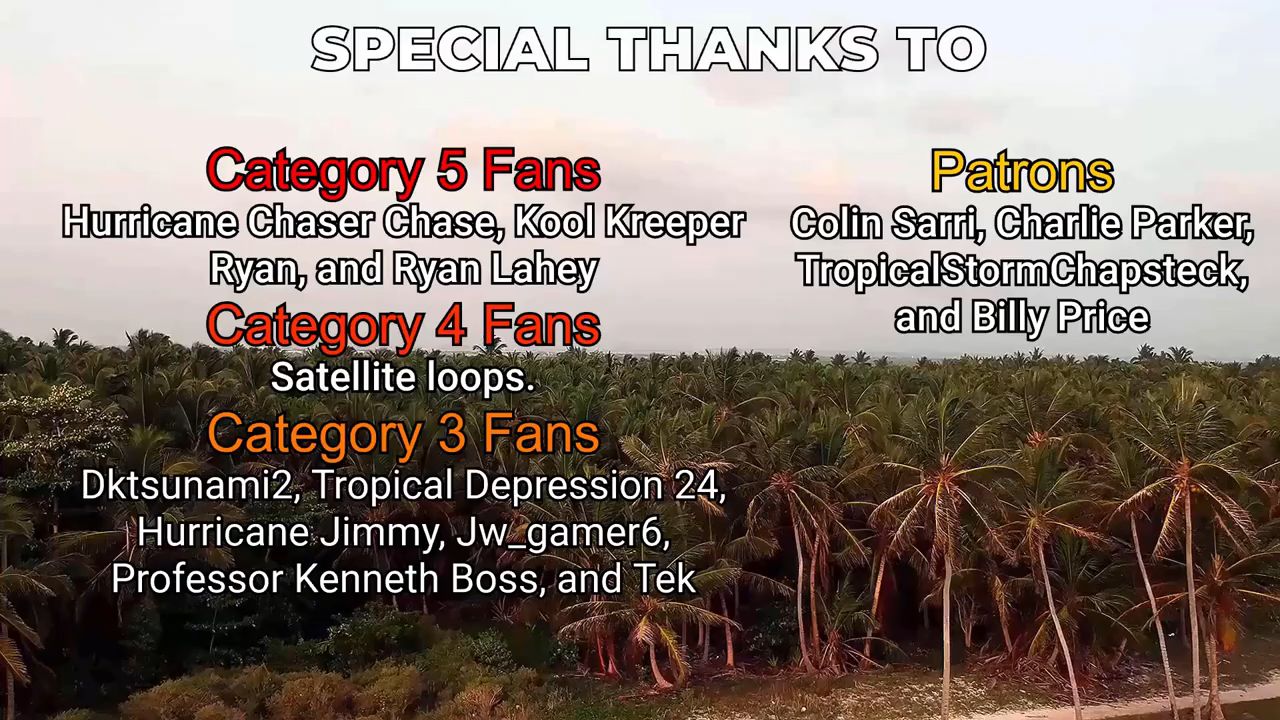 SPECIAL THANKS TO
Category 5 Fans
Hurricane Chaser Chase, Kool Kreeper
Ryan, and Ryan Lahey
Category 4 Fans
Satellite loops.
Category 3 Fans
Dktsunami2, Tropical Depression 24,
Hurricane Jimmy, Jw_gamer6,
Professor Kenneth Boss, and Tek
Patrons
Colin Sarri, Charlie Parker,
TropicalStormChapsteck,
and Billy Price